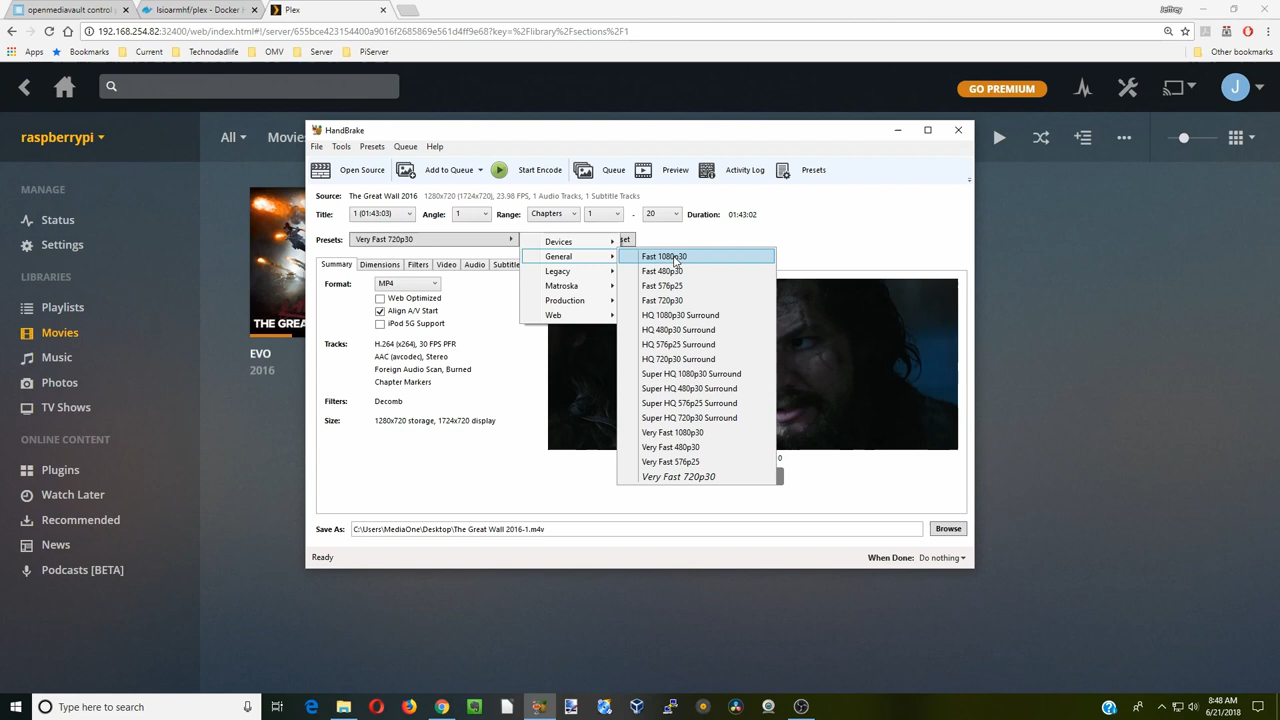 openmediavault control p
lsioarmhf/plex - Docker H
Plex
Jeffrey
192.168.254.82:32400/web/index.html#!/server/655bce423154400a9016f2685869e561d4ff9e68?key=%2Flibrary%2Fsections%2F1
Apps
Bookmarks
Current
Technodadlife
OMV
Server
PiServer
Other bookmarks
GO PREMIUM
J
raspberrypi
All
Movies
MANAGE
Status
Settings
LIBRARIES
Playlists
Movies
Music
Photos
TV Shows
ONLINE CONTENT
Plugins
Watch Later
Recommended
News
Podcasts [BETA]
THE GRE
EVO
2016
HandBrake
File Tools Presets Queue Help
Open Source Add to Queue Start Encode Queue Preview Activity Log Presets
Source: The Great Wall 2016 1280x720 (1724x720), 23.98 FPS, 1 Audio Tracks, 1 Subtitle Tracks
Title: 1 (01:43:03) Angle: 1 Range: Chapters 1 - 20 Duration: 01:43:02
Presets: Very Fast 720p30 set
Summary Dimensions Filters Video Audio Subtitle
Format: MP4
Web Optimized
Align A/V Start
iPod 5G Support
Tracks: H.264 (x264), 30 FPS PFR
AAC (avcodec), Stereo
Foreign Audio Scan, Burned
Chapter Markers
Filters: Decomb
Size: 1280x720 storage, 1724x720 display
Devices
General
Legacy
Matroska
Production
Web
Fast 1080p30
Fast 480p30
Fast 576p25
Fast 720p30
HQ 1080p30 Surround
HQ 480p30 Surround
HQ 576p25 Surround
HQ 720p30 Surround
Super HQ 1080p30 Surround
Super HQ 480p30 Surround
Super HQ 576p25 Surround
Super HQ 720p30 Surround
Very Fast 1080p30
Very Fast 480p30
Very Fast 576p25
Very Fast 720p30
0
Save As: C:\Users\MediaOne\Desktop\The Great Wall 2016-1.m4v Browse
Ready When Done: Do nothing
Type here to search
8:48 AM
6/21/2018